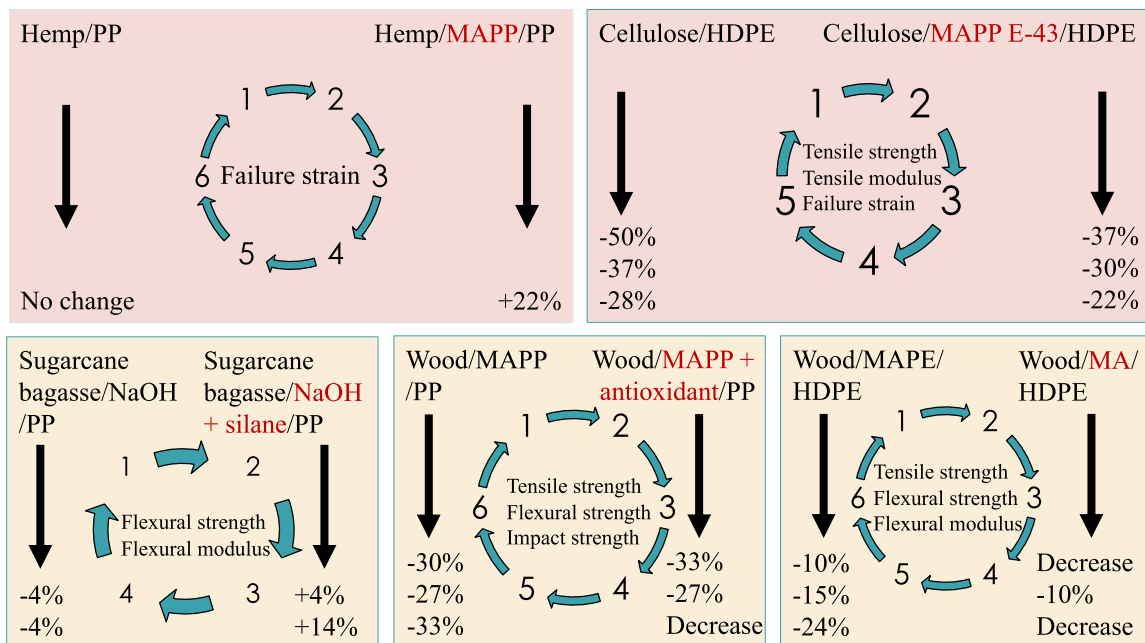 Hemp/PP
Hemp/MAPP/PP
1
2
6
Failure strain
3
5
4
No change
+22%
Cellulose/HDPE
Cellulose/MAPP E-43/HDPE
1
2
Tensile strength
Tensile modulus
5
Failure strain
3
4
-50%
-37%
-28%
-37%
-30%
-22%
Sugarcane
bagasse/NaOH
/PP
Sugarcane
bagasse/NaOH
+ silane/PP
1
2
Flexural strength
Flexural modulus
4
3
-4%
-4%
+4%
+14%
Wood/MAPP
/PP
Wood/MAPP +
antioxidant/PP
1
2
Tensile strength
6
Flexural strength
3
Impact strength
5
4
-30%
-27%
-33%
-33%
-27%
Decrease
Wood/MAPE/
HDPE
Wood/MA/
HDPE
1
2
Tensile strength
6
Flexural strength
3
Flexural modulus
5
4
-10%
-15%
-24%
Decrease
-10%
Decrease